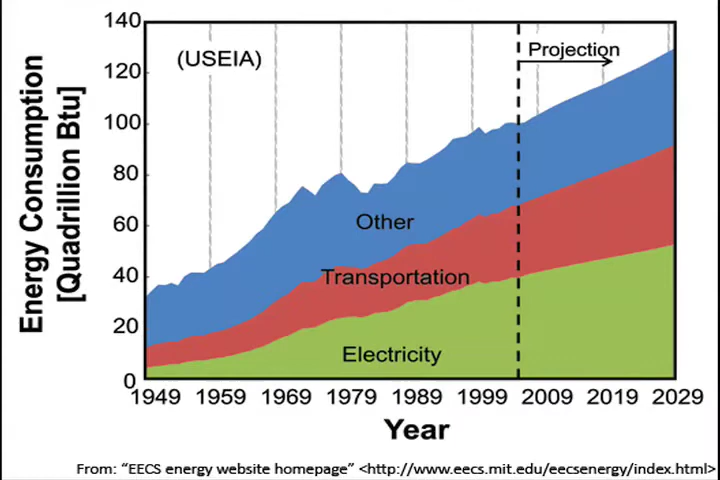 140
120
100
80
60
40
20
0
Energy Consumption
[Quadrillion Btu]
(USEIA)
Projection
Other
Transportation
Electricity
1949 1959 1969 1979 1989 1999 2009 2019 2029
Year
From: “EECS energy website homepage” <http://www.eecs.mit.edu/eecsenergy/index.html>